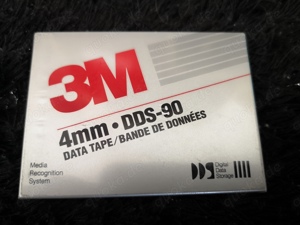 3M
4mm • DDS-90
DATA TAPE/BANDE DE DONNÉES
Media
Recognition
System
DDS
Digital
Data
Storage